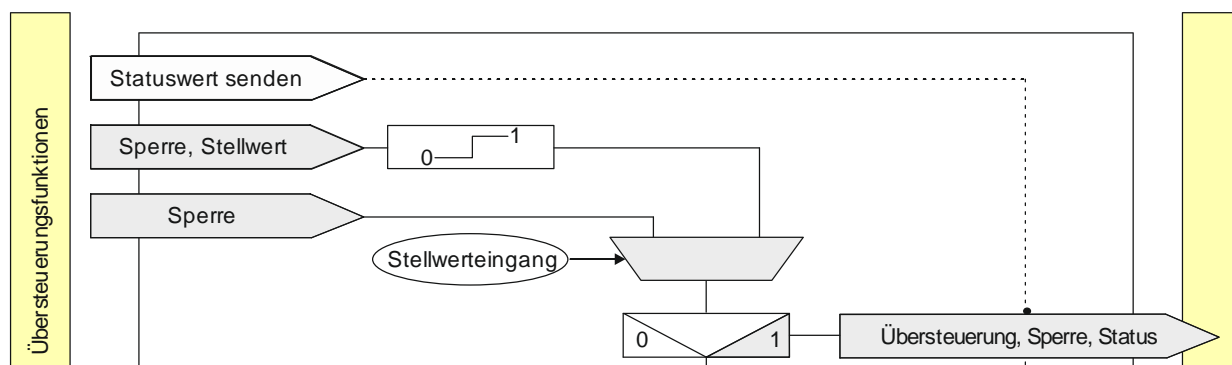 Übersteuerungsfunktionen
Statuswert senden
Sperre, Stellwert
0
1
Sperre
Stellwerteingang
0
1
Übersteuerung, Sperre, Status